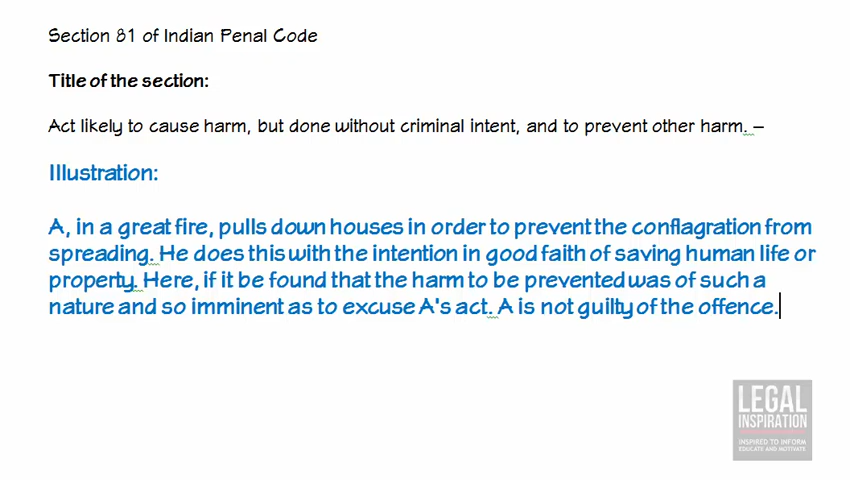 Section 81 of Indian Penal Code
Title of the section:
Act likely to cause harm, but done without criminal intent, and to prevent other harm. –
Illustration:
A, in a great fire, pulls down houses in order to prevent the conflagration from
spreading. He does this with the intention in good faith of saving human life or
property. Here, if it be found that the harm to be prevented was of such a
nature and so imminent as to excuse A's act. A is not guilty of the offence.
LEGAL
INSPIRATION
INSPIRED TO INFORM
EDUCATE AND MOTIVATE